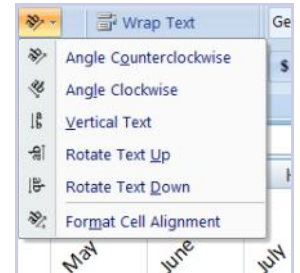 Wrap Text
Ge
$
Angle Counterclockwise
Angle Clockwise
Vertical Text
Rotate Text Up
Rotate Text Down
Format Cell Alignment
May
June
July